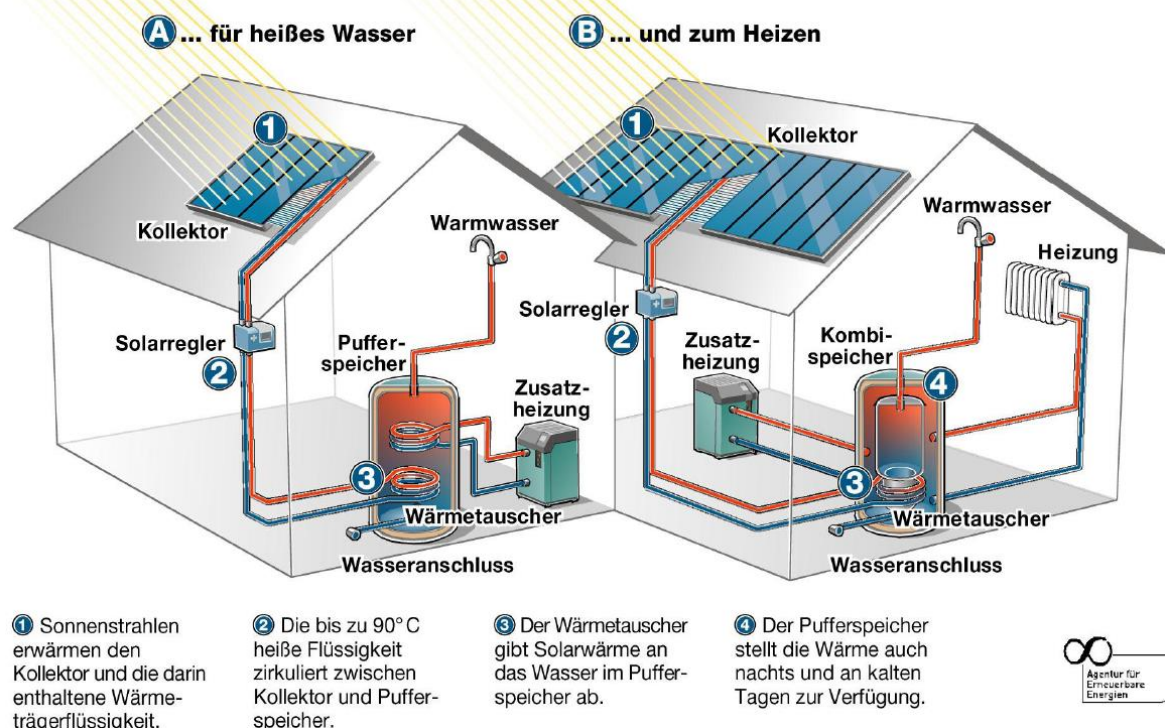 A ... für heißes Wasser
1
Kollektor
Warmwasser
Solarregler
2
Puffer-
speicher
Zusatz-
heizung
3
Wärmetauscher
Wasseranschluss
B ... und zum Heizen
1
Kollektor
Warmwasser
Heizung
Solarregler
2
Zusatz-
heizung
Kombi-
speicher
4
3
Wärmetauscher
Wasseranschluss
1 Sonnenstrahlen
erwärmen den
Kollektor und die darin
enthaltene Wärme-
trägerflüssigkeit.
2 Die bis zu 90° C
heiße Flüssigkeit
zirkuliert zwischen
Kollektor und Puffer-
speicher.
3 Der Wärmetauscher
gibt Solarwärme an
das Wasser im Puffer-
speicher ab.
4 Der Pufferspeicher
stellt die Wärme auch
nachts und an kalten
Tagen zur Verfügung.
Agentur für
Erneuerbare
Energien